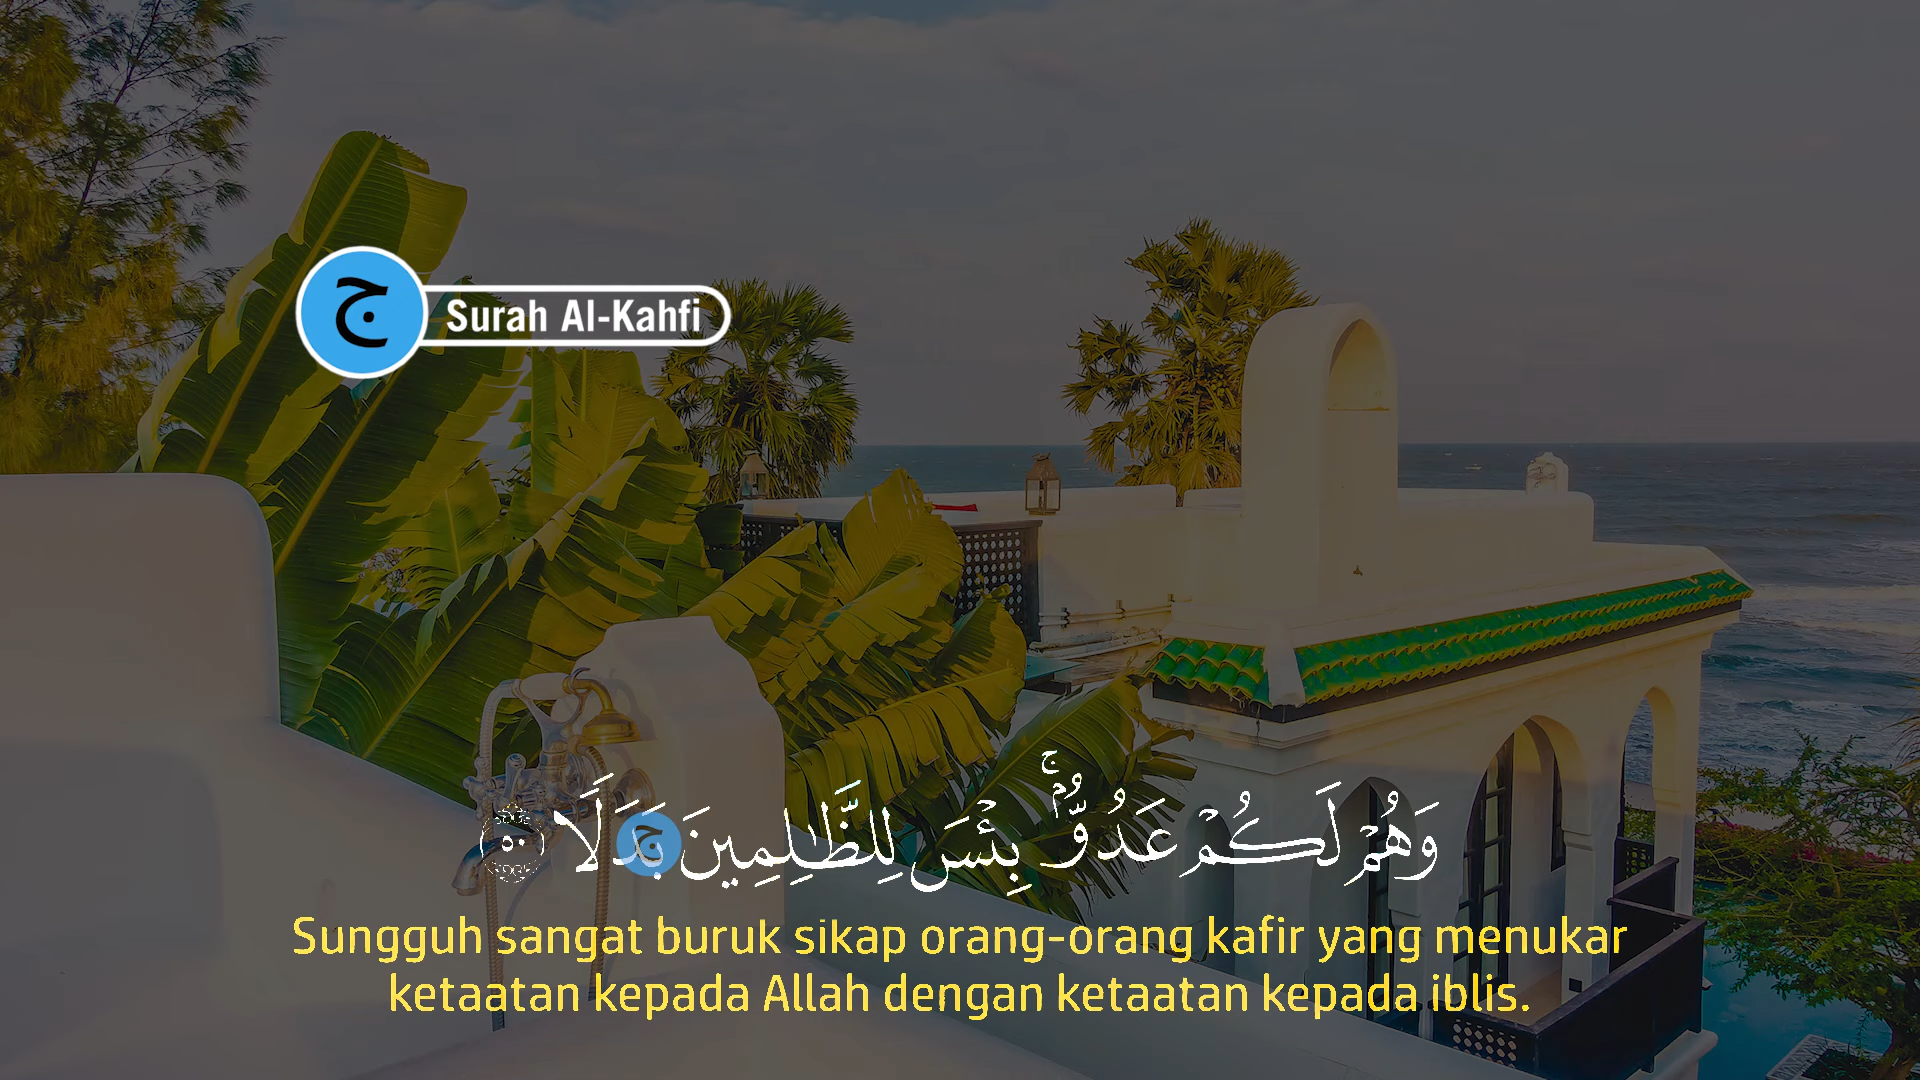 ج
Surah Al-Kahfi
وَهُمْ لَكُمْ عَدُوٌّۢ ۚ بِئْسَ لِلظَّـٰلِمِينَ بَدَلًا ٥٠
ج
Sungguh sangat buruk sikap orang-orang kafir yang menukar
ketaatan kepada Allah dengan ketaatan kepada iblis.